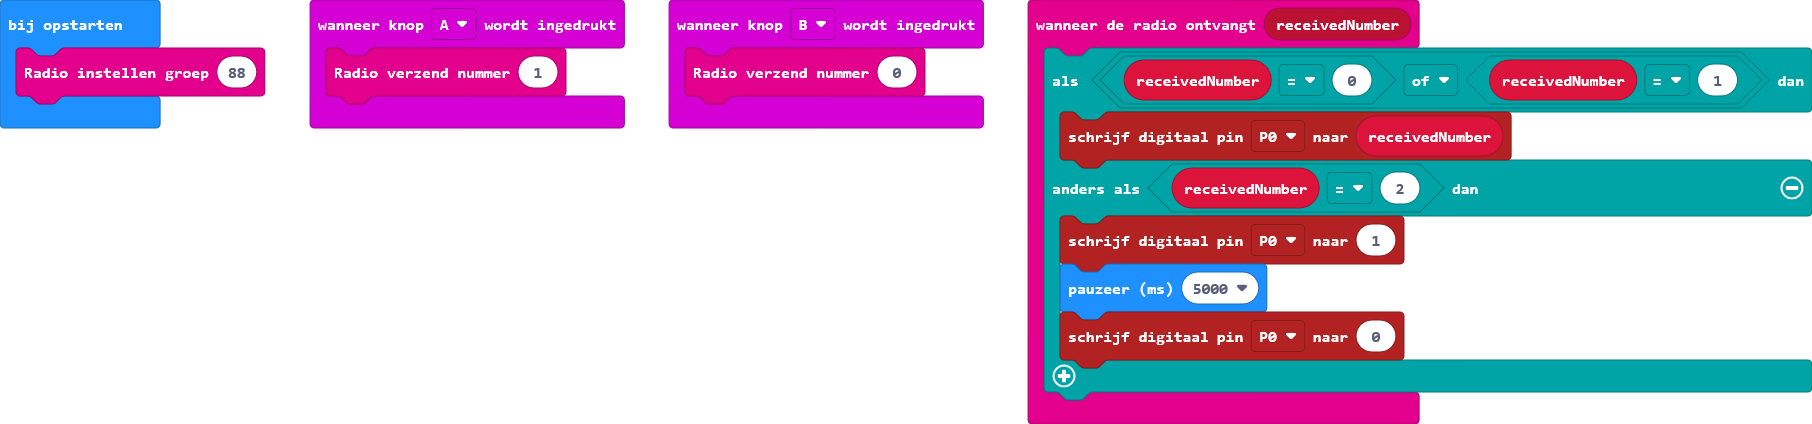 bij opstarten
Radio instellen groep 88
wanneer knop A wordt ingedrukt
Radio verzend nummer 1
wanneer knop B wordt ingedrukt
Radio verzend nummer 0
wanneer de radio ontvangt receivedNumber
als receivedNumber = 0 of receivedNumber = 1 dan
schrijf digitaal pin P0 naar receivedNumber
anders als receivedNumber = 2 dan
schrijf digitaal pin P0 naar 1
pauzeer (ms) 5000
schrijf digitaal pin P0 naar 0